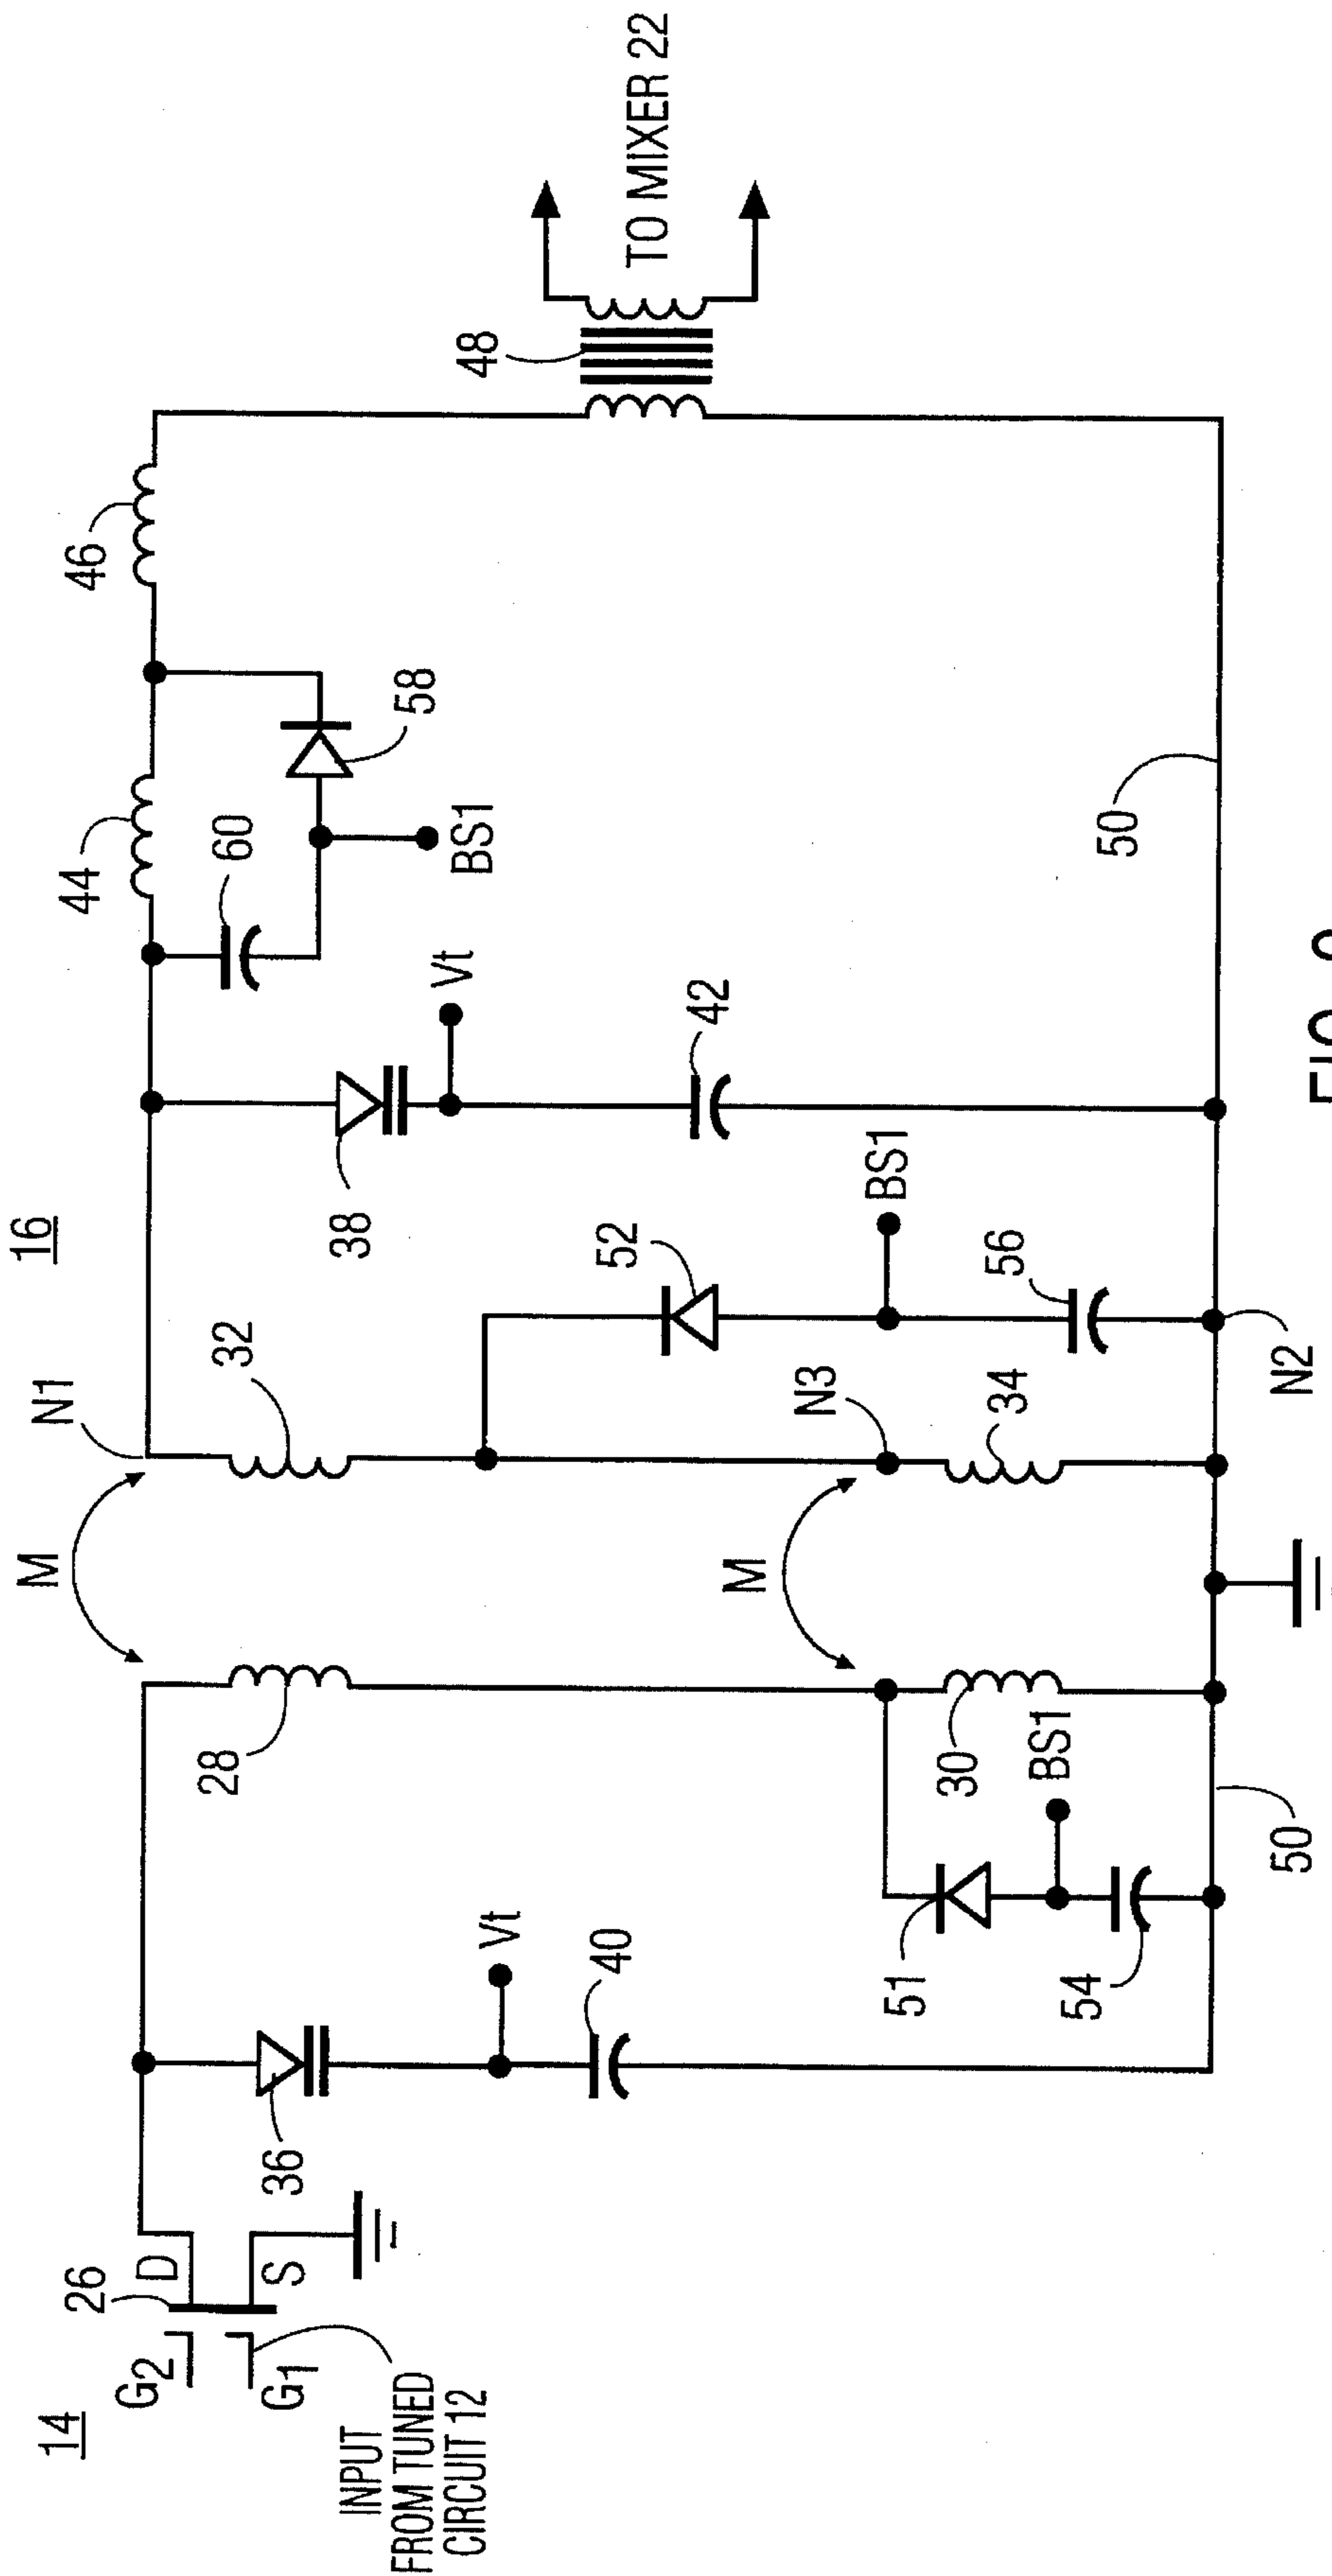 16
14
N1
M
32
28
36
26
D
G2
G1
S
INPUT
FROM TUNED
CIRCUIT 12
Vt
40
51
54
BS1
30
50
M
N3
34
N2
52
BS1
56
38
Vt
42
44
60
BS1
58
46
48
TO MIXER 22
50